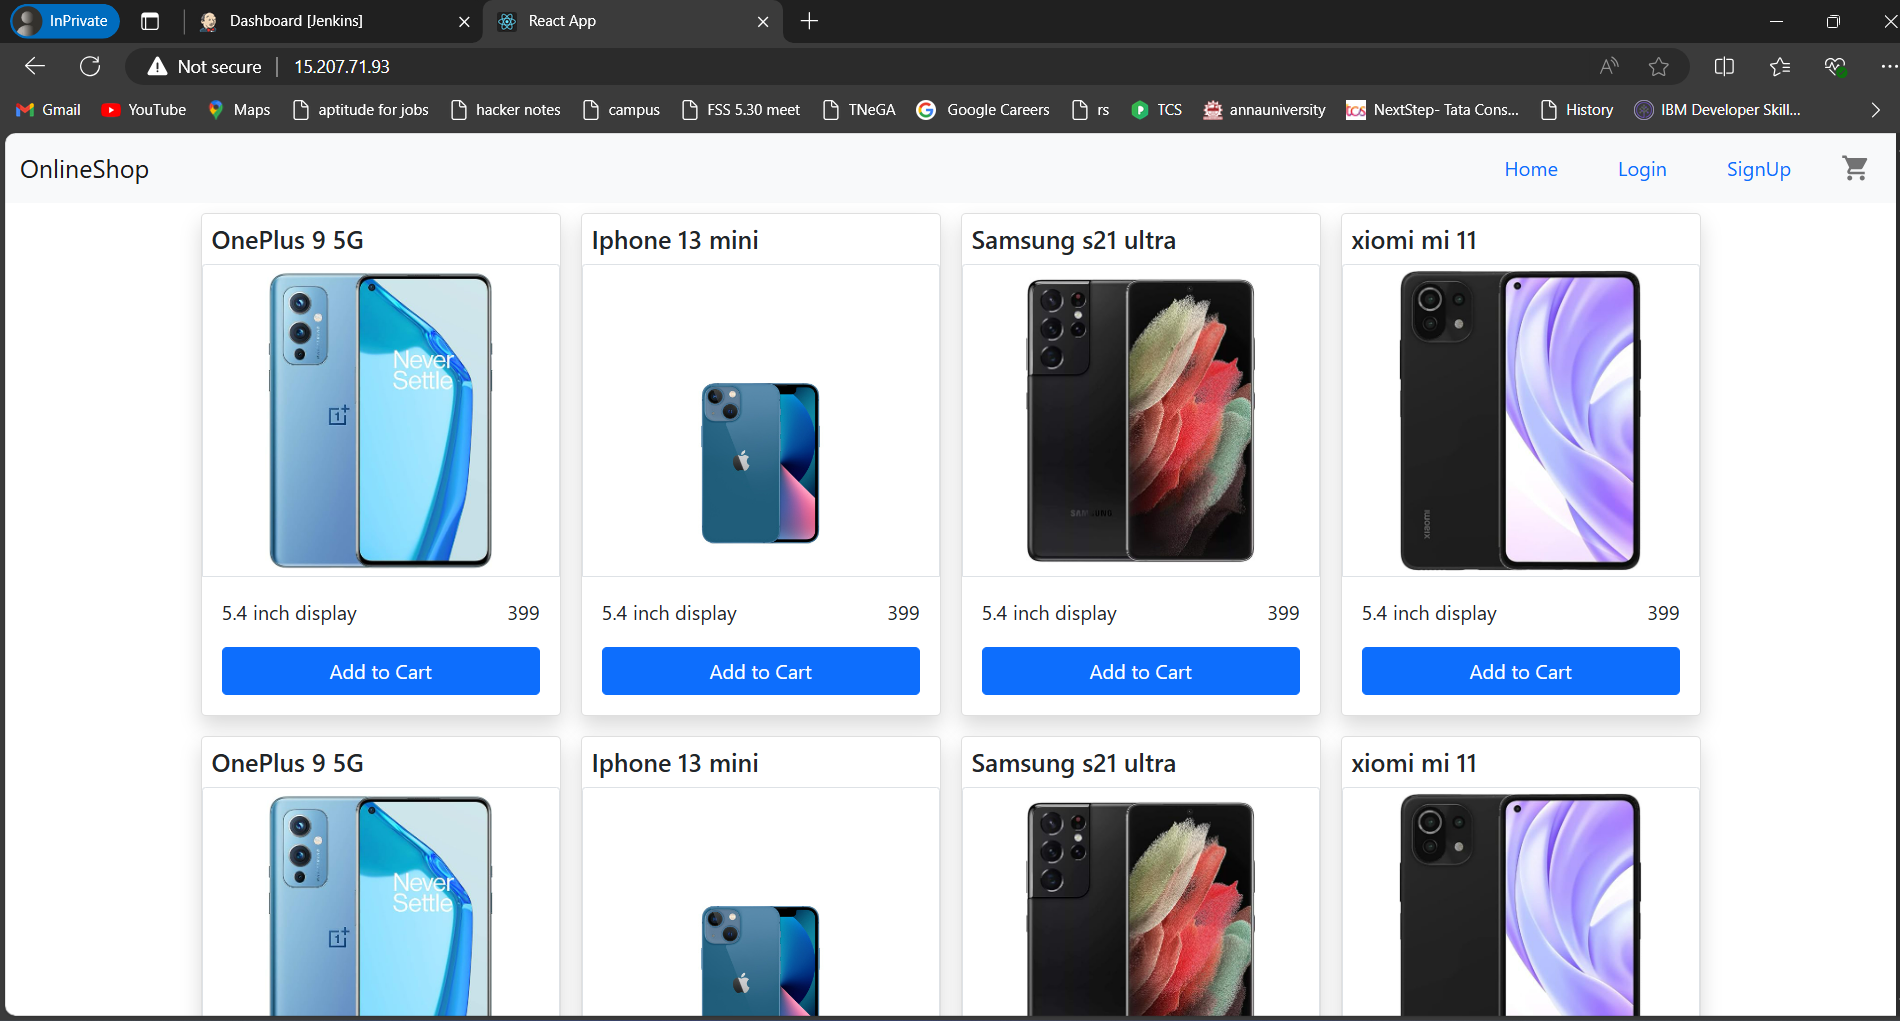 InPrivate
Dashboard [Jenkins]
React App
Not secure
15.207.71.93
Gmail
YouTube
Maps
aptitude for jobs
hacker notes
campus
FSS 5.30 meet
TNeGA
Google Careers
rs
TCS
annauniversity
NextStep- Tata Cons...
History
IBM Developer Skill...
OnlineShop
Home
Login
SignUp
OnePlus 9 5G
Iphone 13 mini
Samsung s21 ultra
xiomi mi 11
Never
Settle
SAMSUNG
XIAOMI
5.4 inch display 399
5.4 inch display 399
5.4 inch display 399
5.4 inch display 399
Add to Cart
Add to Cart
Add to Cart
Add to Cart
OnePlus 9 5G
Iphone 13 mini
Samsung s21 ultra
xiomi mi 11
Never
Settle